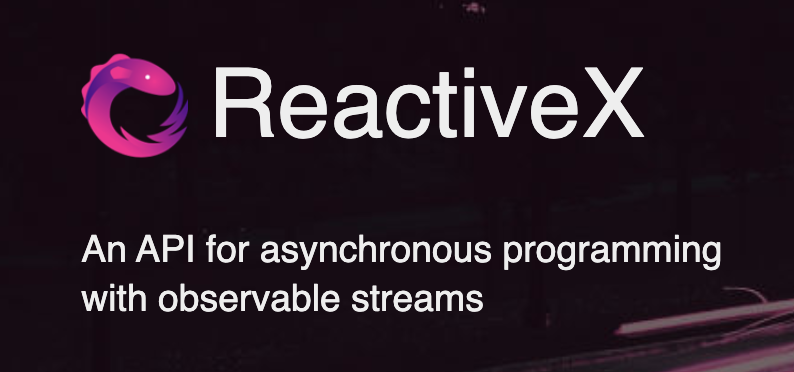 ReactiveX
An API for asynchronous programming
with observable streams